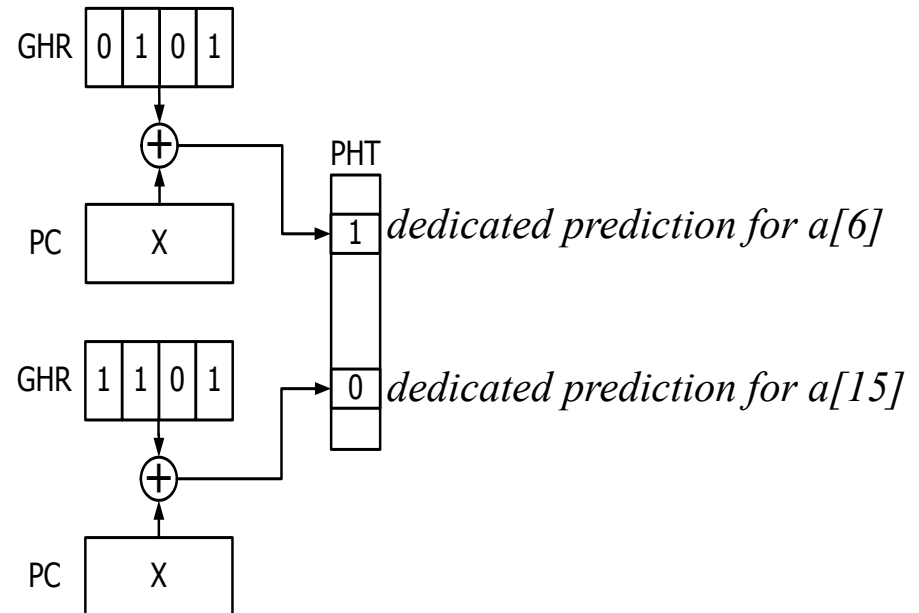 GHR 0 1 0 1
+
PHT
1 dedicated prediction for a[6]
PC X
GHR 1 1 0 1
0 dedicated prediction for a[15]
+
PC X